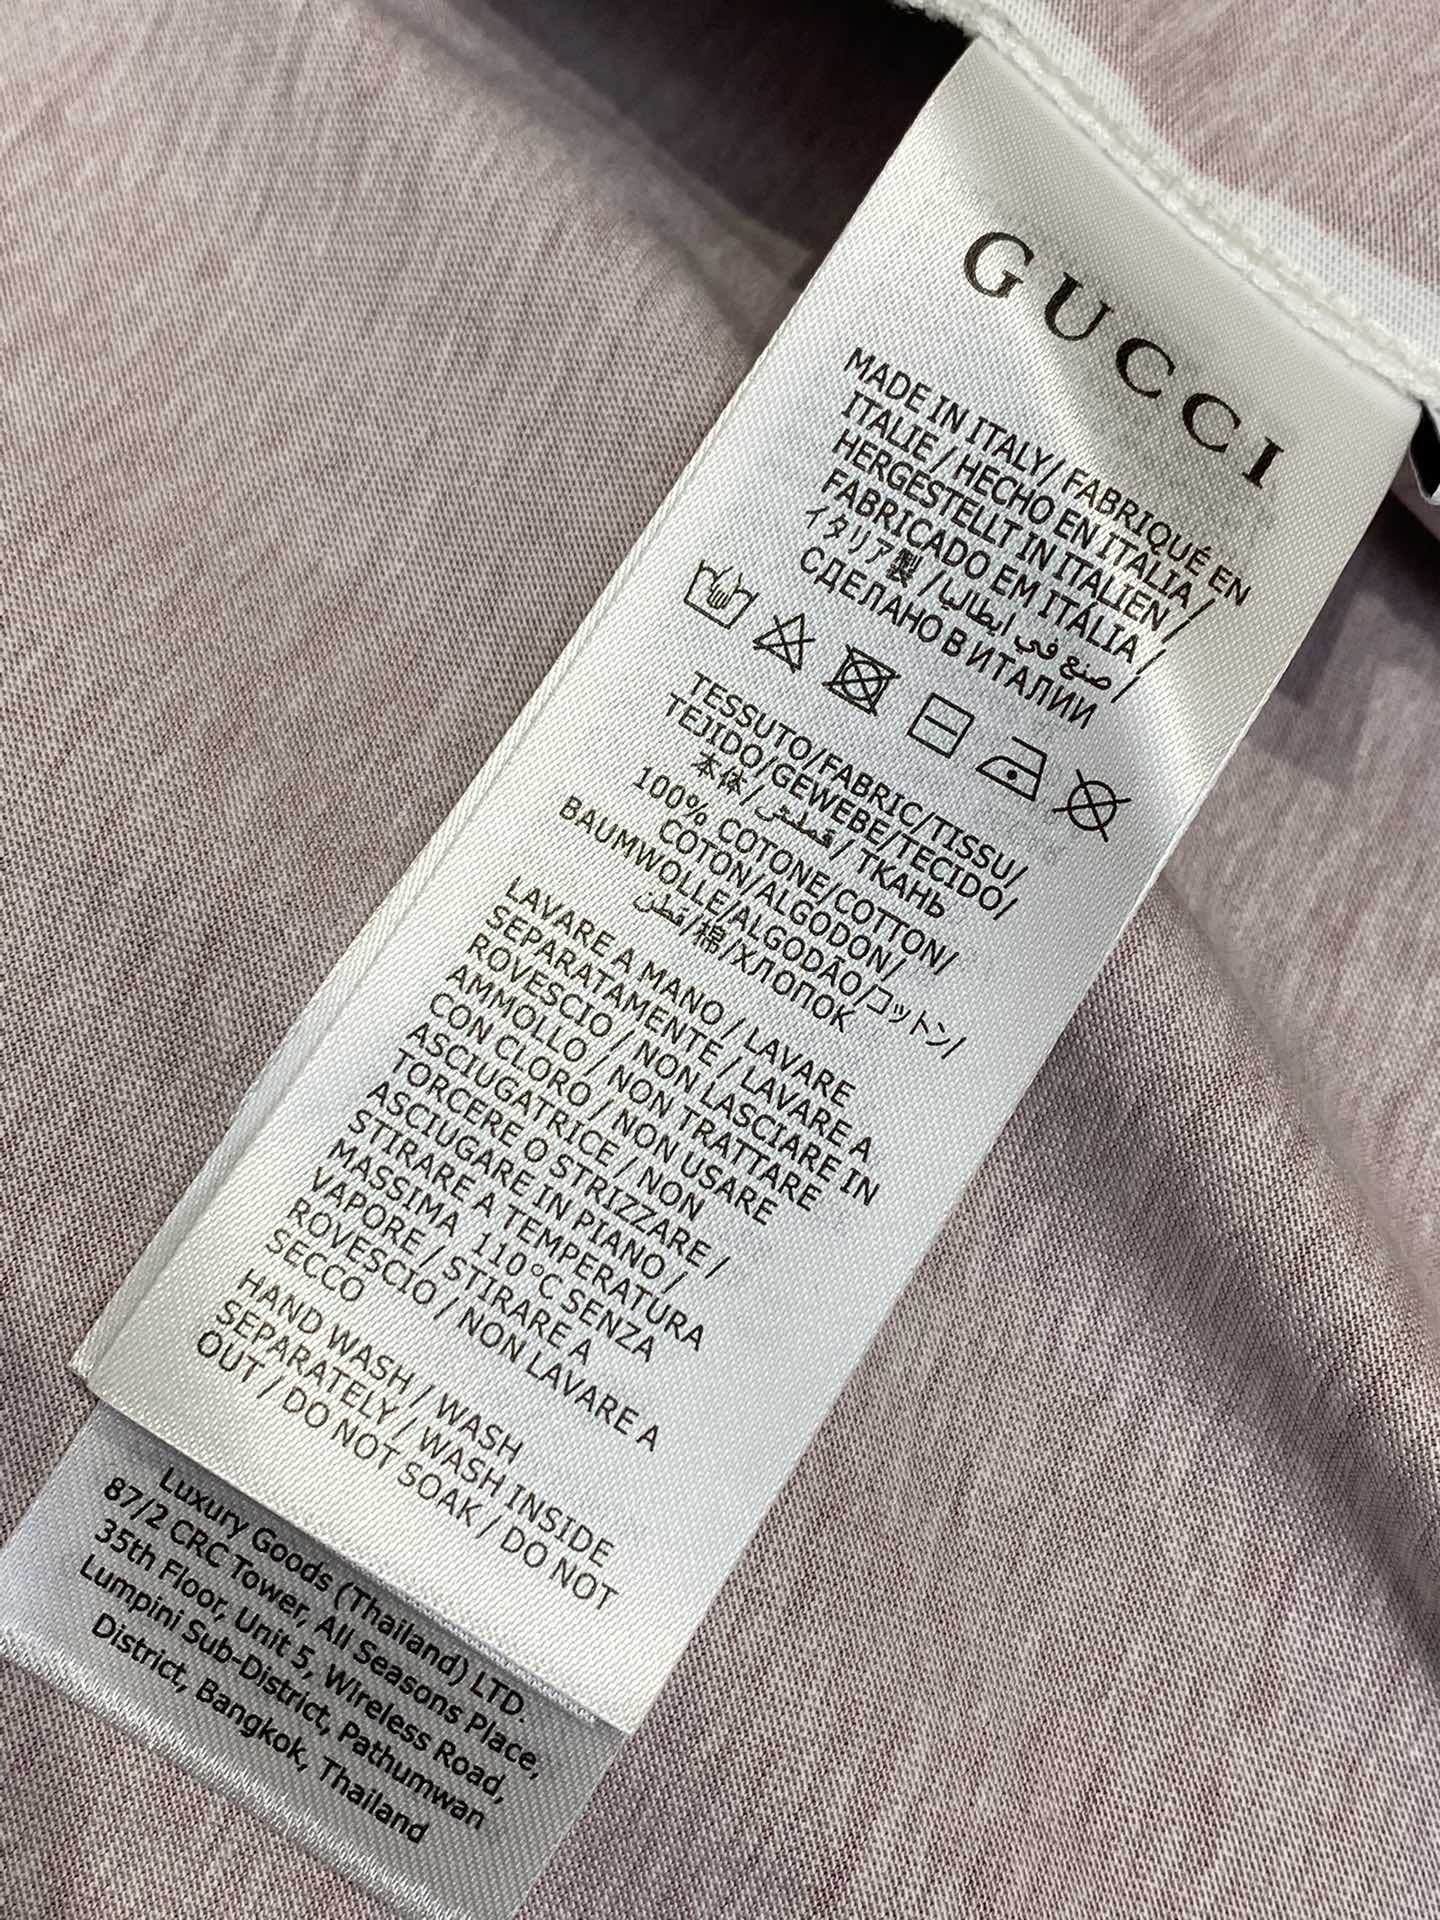 GUCCI
MADE IN ITALY/ FABRIQUÉ EN
ITALIE / HECHO EN ITALIA /
HERGESTELLT IN ITALIEN /
FABRICADO EM ITÁLIA /
イタリア製 / صنع في ايطاليا /
СДЕЛАНО В ИТАЛИИ
TESSUTO/FABRIC/TISSU/
TEJIDO/GEWEBE/TECIDO/
本体/قطعي/ ТКАНЬ
100% COTONE/COTTON/
COTON/ALGODON/
BAUMWOLLE/ALGODÃO/コットン/
قطن/棉/ХЛОПОК
LAVARE A MANO / LAVARE
SEPARATAMENTE / LAVARE A
ROVESCIO / NON LASCIARE IN
AMMOLLO / NON TRATTARE
CON CLORO / NON USARE
ASCIUGATRICE / NON
TORCERE O STRIZZARE /
ASCIUGARE IN PIANO /
STIRARE A TEMPERATURA
MASSIMA 110°C SENZA
VAPORE / STIRARE A
ROVESCIO / NON LAVARE A
SECCO
HAND WASH / WASH
SEPARATELY / WASH INSIDE
OUT / DO NOT SOAK / DO NOT
Luxury Goods (Thailand) LTD.
87/2 CRC Tower, All Seasons Place,
35th Floor, Unit 5, Wireless Road,
Lumpini Sub-District, Pathumwan
District, Bangkok, Thailand